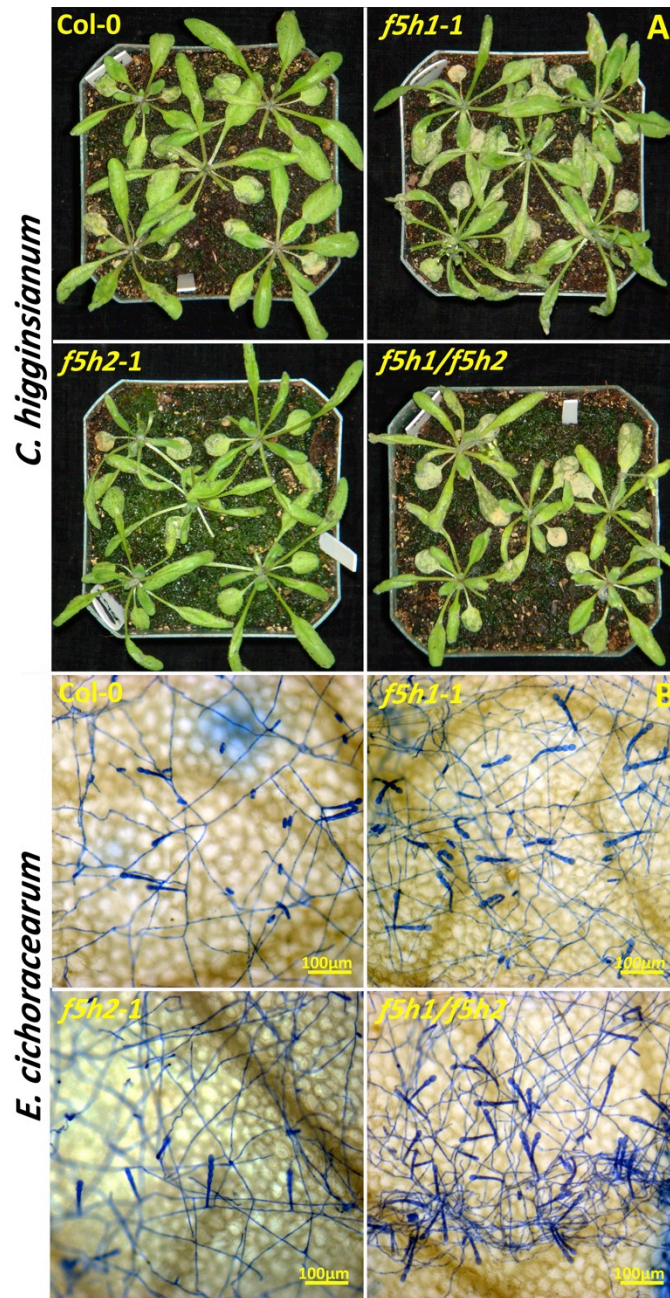 Col-0
f5h1-1
A
C. higginsianum
f5h2-1
f5h1/f5h2
Col-0
f5h1-1
B
E. cichoracearum
100μm
100μm
f5h2-1
f5h1/f5h2
100μm
100μm